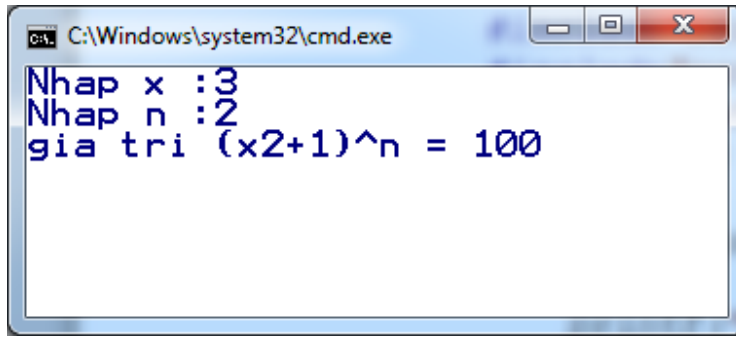 C:\Windows\system32\cmd.exe
Nhap x :3
Nhap n :2
gia tri (x2+1)^n = 100